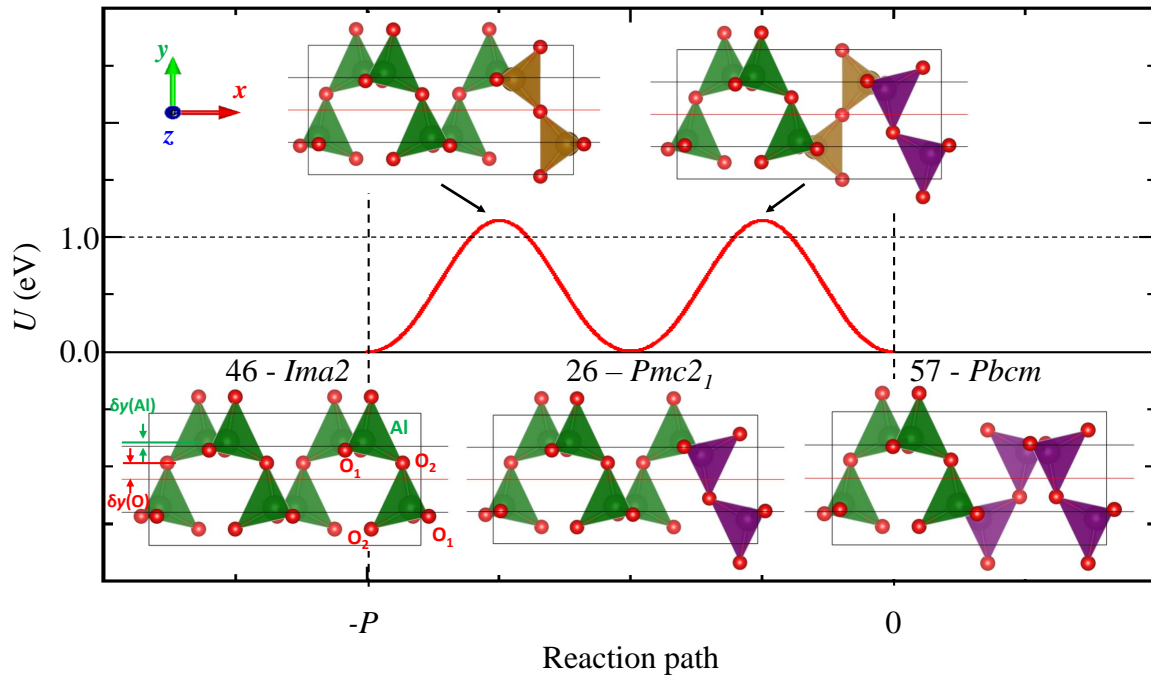 y
x
z
U (eV)
1.0
0.0
46 - Ima2
26 – Pmc2₁
57 - Pbcm
δy(Al)
δy(O)
Al
O₁
O₂
O₂
O₁
-P
0
Reaction path